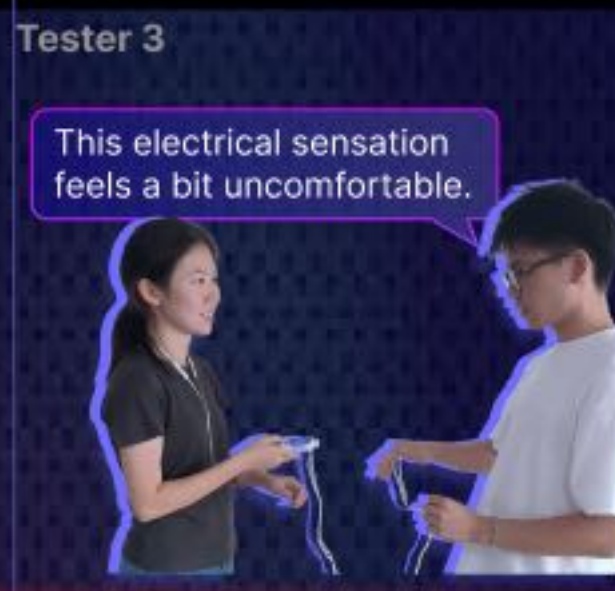 Tester 3
This electrical sensation
feels a bit uncomfortable.